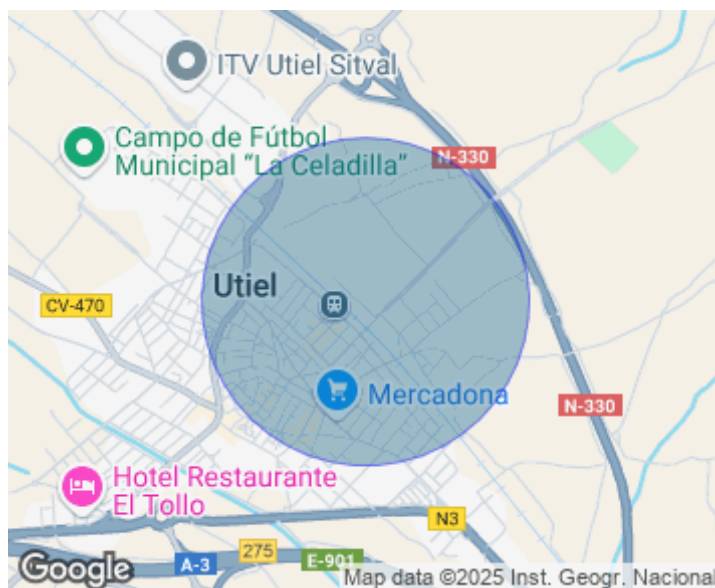 ITV Utiel Sitval
Campo de Fútbol
Municipal “La Celadilla”
N-330
Utiel
CV-470
Mercadona
N-330
Hotel Restaurante
El Tollo
N3
A-3
275
E-901
Google
Map data ©2025 Inst. Geogr. Nacional